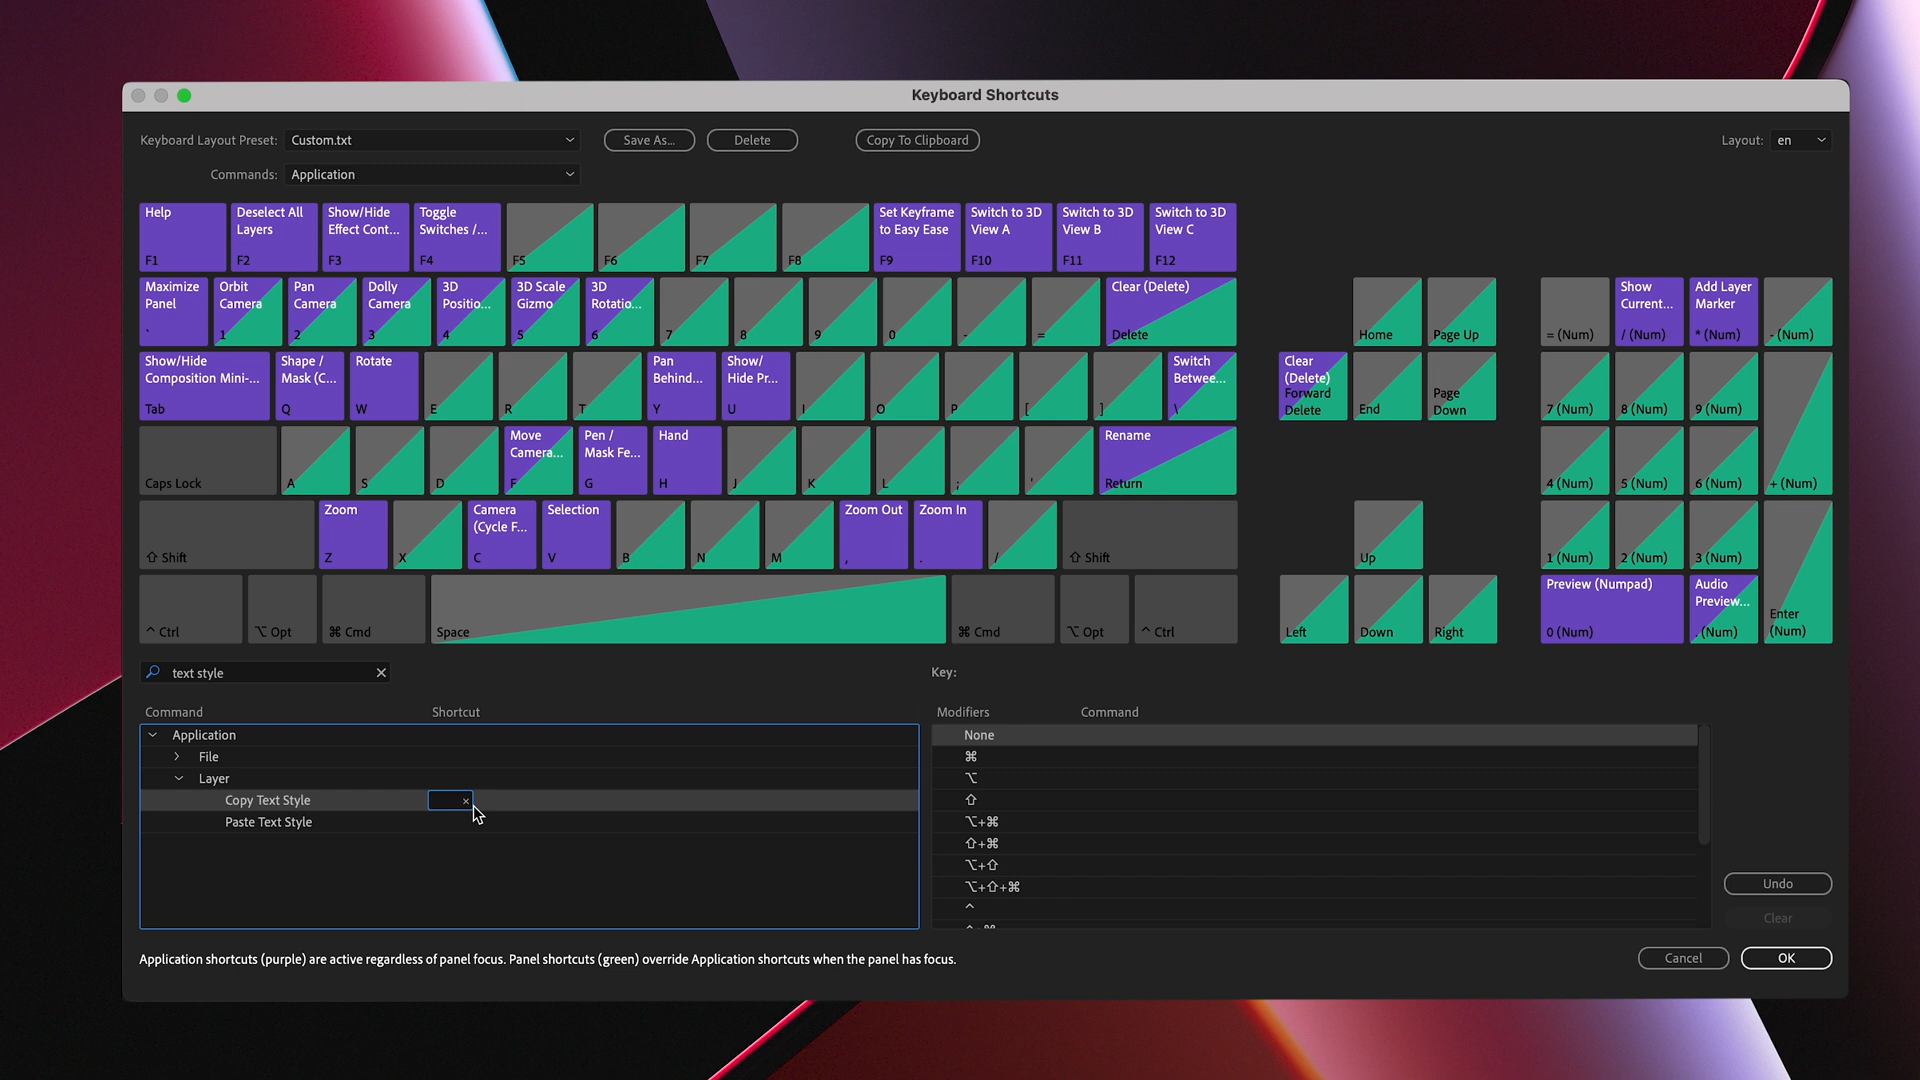 Keyboard Shortcuts
Keyboard Layout Preset: Custom.txt Save As... Delete Copy To Clipboard Layout: en
Commands: Application
Help Deselect All Show/Hide Toggle Set Keyframe Switch to 3D Switch to 3D Switch to 3D
Layers Effect Cont... Switches /... to Easy Ease View A View B View C
F1 F2 F3 F4 F5 F6 F7 F8 F9 F10 F11 F12
Maximize Orbit Pan Dolly 3D 3D Scale 3D Clear (Delete) Show Add Layer
Panel Camera Camera Camera Positio... Gizmo Rotatio... Current... Marker
` 1 2 3 4 5 6 7 8 9 0 - = Delete Home Page Up = (Num) / (Num) * (Num) - (Num)
Show/Hide Shape / Rotate Pan Show/ Switch Clear
Composition Mini-... Mask (C... Behind... Hide Pr... Betwee... (Delete)
Tab Q W E R T Y U I O P [ ] \ Forward Delete End Page Down 7 (Num) 8 (Num) 9 (Num)
Move Pen / Hand Rename
Camera... Mask Fe...
Caps Lock A S D F G H J K L ; ' Return 4 (Num) 5 (Num) 6 (Num) + (Num)
Zoom Camera Selection Zoom Out Zoom In
(Cycle F...
⇧ Shift Z X C V B N M , . / ⇧ Shift Up 1 (Num) 2 (Num) 3 (Num)
Preview (Numpad) Audio
Preview...
^ Ctrl ⌥ Opt ⌘ Cmd Space ⌘ Cmd ⌥ Opt ^ Ctrl Left Down Right 0 (Num) . (Num) Enter (Num)
text style Key:
Command Shortcut Modifiers Command
Application None
File ⌘
Layer ⌥
Copy Text Style ⇧
Paste Text Style ⌥+⌘
⇧+⌘
⌥+⇧
⌥+⇧+⌘
^
Undo
Clear
Application shortcuts (purple) are active regardless of panel focus. Panel shortcuts (green) override Application shortcuts when the panel has focus. Cancel OK